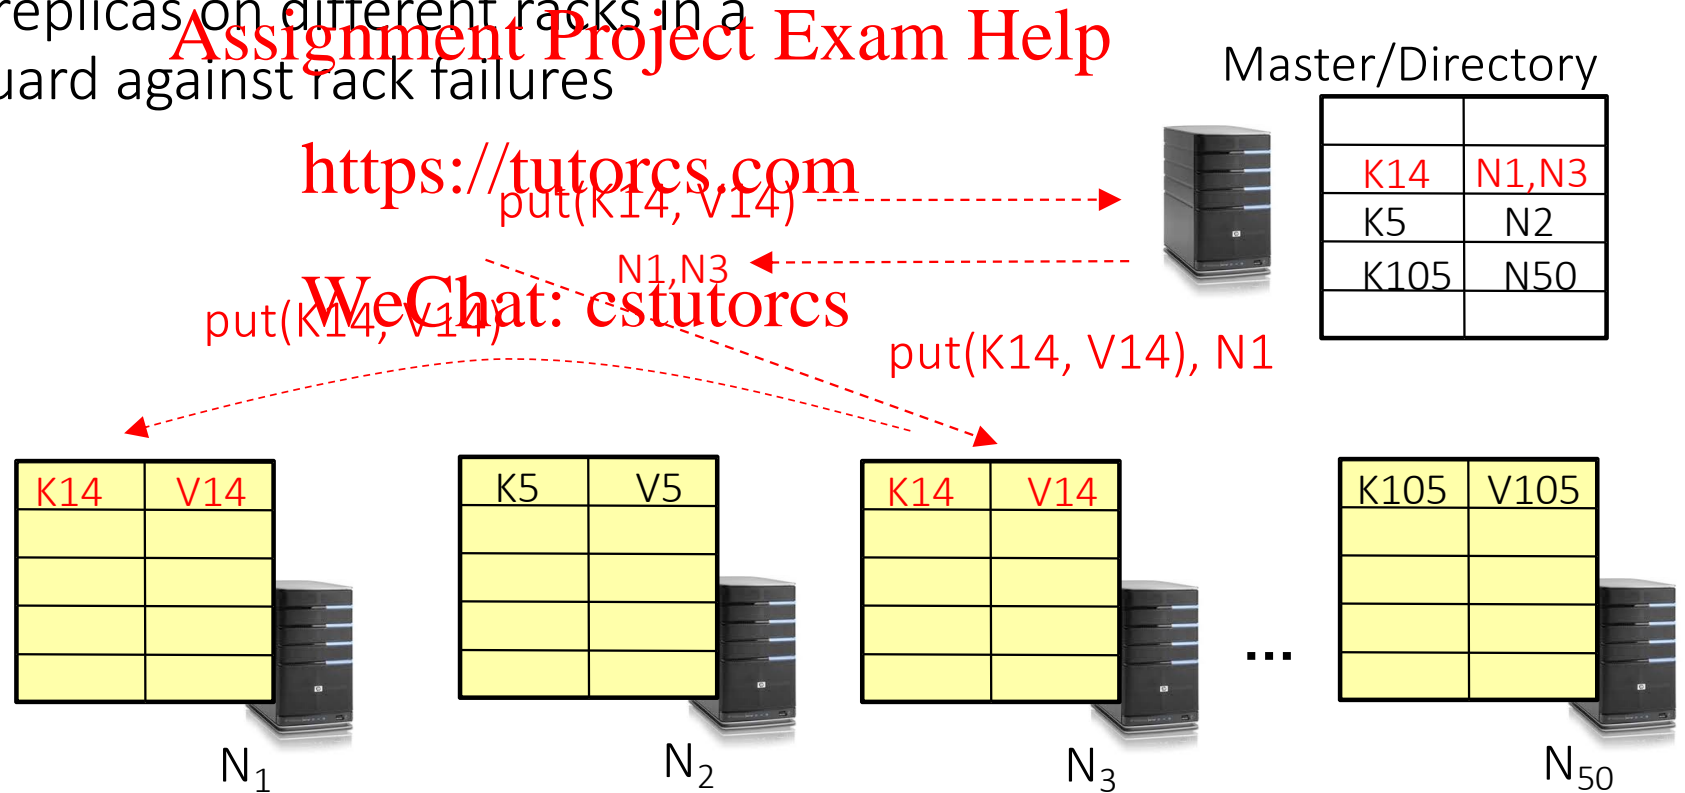 replicas on different racks in a
Assignment Project Exam Help
uard against rack failures
Master/Directory
https://tutorcs.com
put(K14, V14)
K14 N1,N3
K5 N2
K105 N50
N1,N3
WeChat: cstutorcs
put(K14, V14)
put(K14, V14), N1
K14 V14
K5 V5
K14 V14
K105 V105
...
N1
N2
N3
N50